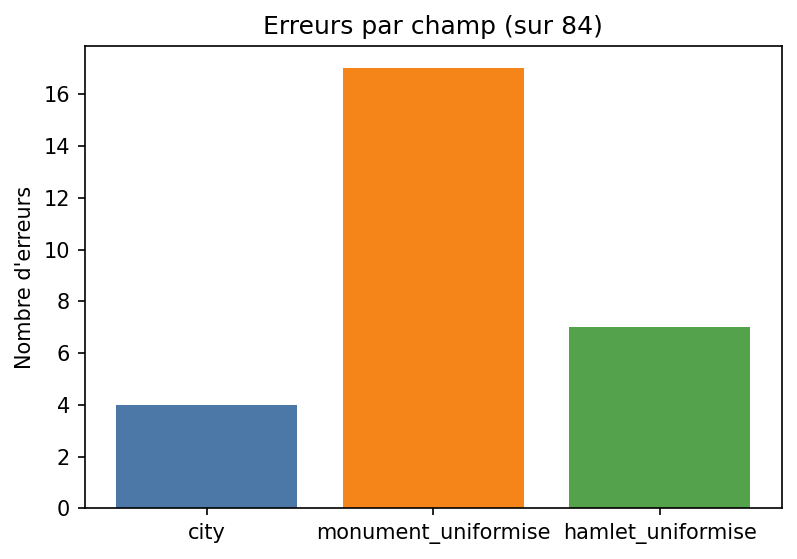 Erreurs par champ (sur 84)
Nombre d'erreurs
16
14
12
10
8
6
4
2
0
city
monument_uniformise
hamlet_uniformise